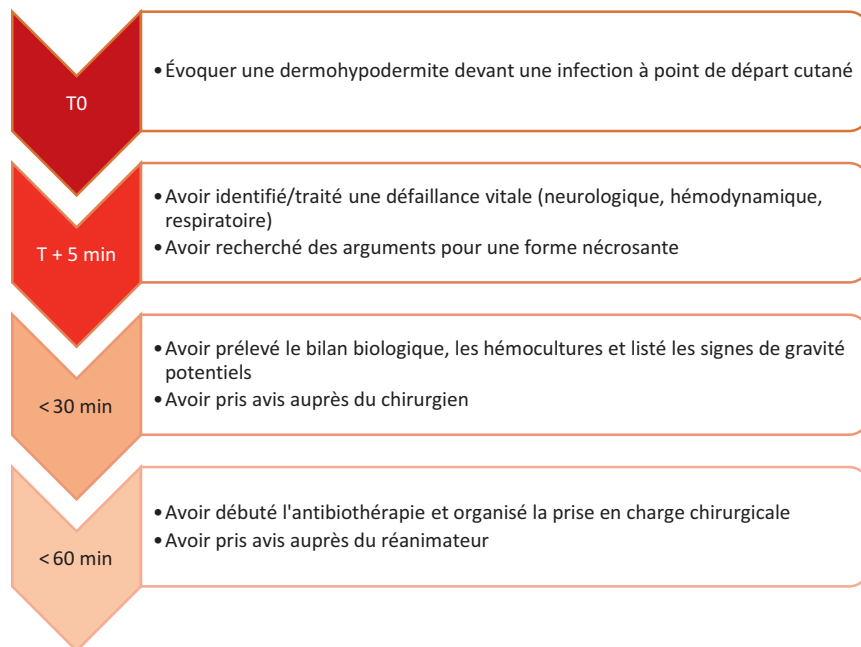 T0
•Évoquer une dermohypodermite devant une infection à point de départ cutané
T + 5 min
•Avoir identifié/traité une défaillance vitale (neurologique, hémodynamique,
respiratoire)
•Avoir recherché des arguments pour une forme nécrosante
< 30 min
•Avoir prélevé le bilan biologique, les hémocultures et listé les signes de gravité
potentiels
•Avoir pris avis auprès du chirurgien
< 60 min
•Avoir débuté l'antibiothérapie et organisé la prise en charge chirurgicale
•Avoir pris avis auprès du réanimateur